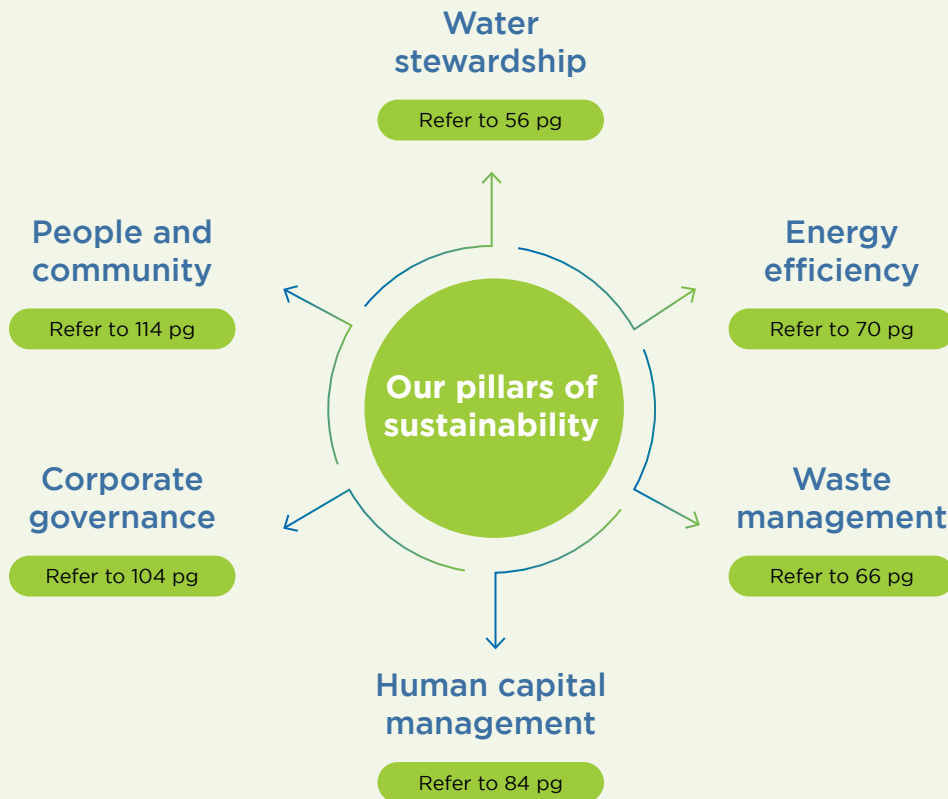 Water
stewardship
Refer to 56 pg
People and
community
Refer to 114 pg
Energy
efficiency
Refer to 70 pg
Our pillars of
sustainability
Corporate
governance
Refer to 104 pg
Waste
management
Refer to 66 pg
Human capital
management
Refer to 84 pg